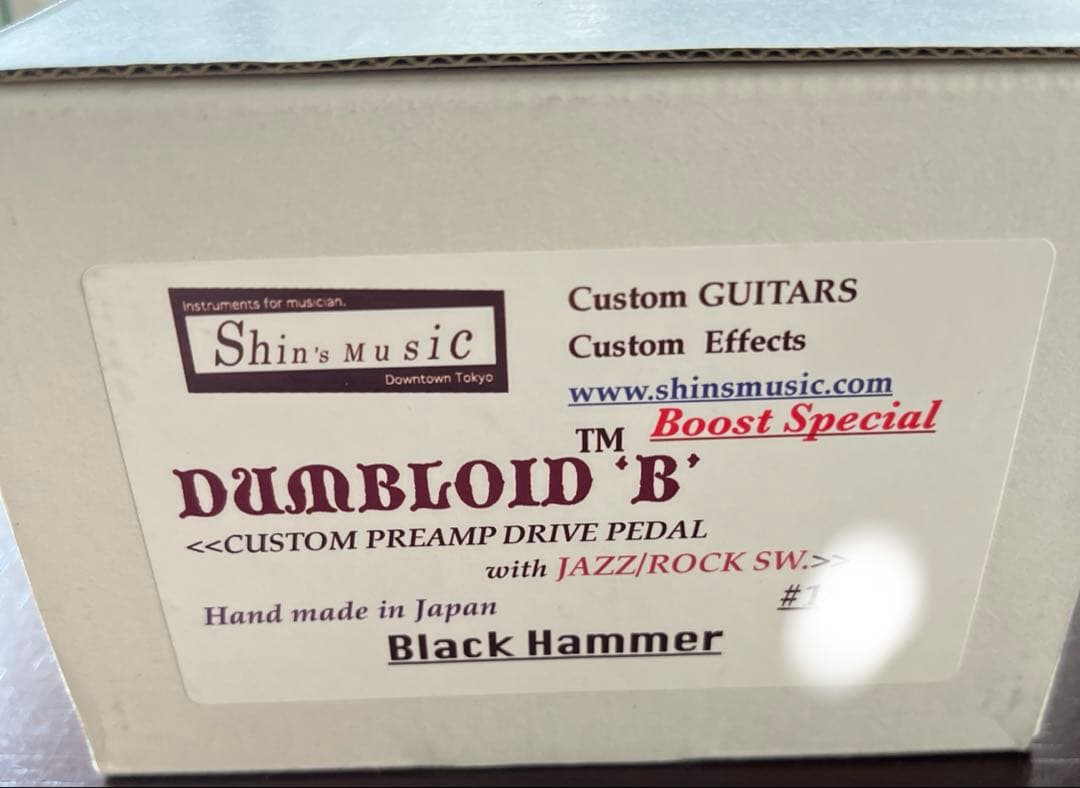 Instruments for musician.
Shin's Music
Downtown Tokyo
Custom GUITARS
Custom Effects
www.shinsmusic.com
Boost Special
DUMBLOID TM 'B'
<<CUSTOM PREAMP DRIVE PEDAL
with JAZZ/ROCK SW.>>
Hand made in Japan
#1
Black Hammer